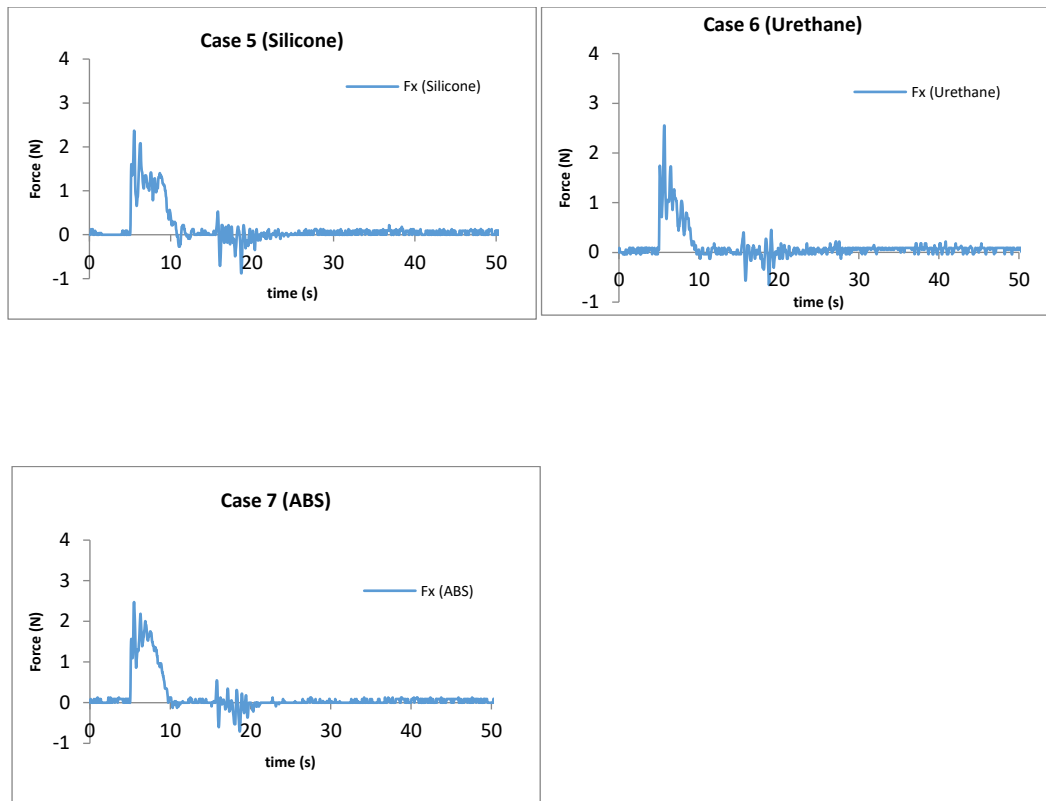 Case 5 (Silicone)
4
3
2
1
0
-1
Force (N)
Fx (Silicone)
0 10 20 30 40 50
time (s)
Case 6 (Urethane)
4
3
2
1
0
-1
Force (N)
Fx (Urethane)
0 10 20 30 40 50
time (s)
Case 7 (ABS)
4
3
2
1
0
-1
Force (N)
Fx (ABS)
0 10 20 30 40 50
time (s)